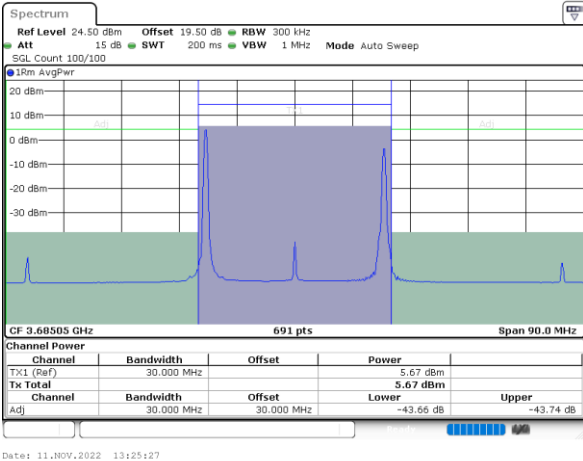 Spectrum
Ref Level 24.50 dBm Offset 19.50 dB RBW 300 kHz
Att 15 dB SWT 200 ms VBW 1 MHz Mode Auto Sweep
SGL Count 100/100
1Rm AvgPwr
20 dBm
10 dBm
Adj Adj
0 dBm
-10 dBm
-20 dBm
-30 dBm
CF 3.68505 GHz 691 pts Span 90.0 MHz
Channel Power
Channel Bandwidth Offset Power
TX1 (Ref) 30.000 MHz 5.67 dBm
Tx Total 5.67 dBm
Channel Bandwidth Offset Lower Upper
Adj 30.000 MHz 30.000 MHz -43.66 dB -43.74 dB
Ready
Date: 11.NOV.2022 13:25:27